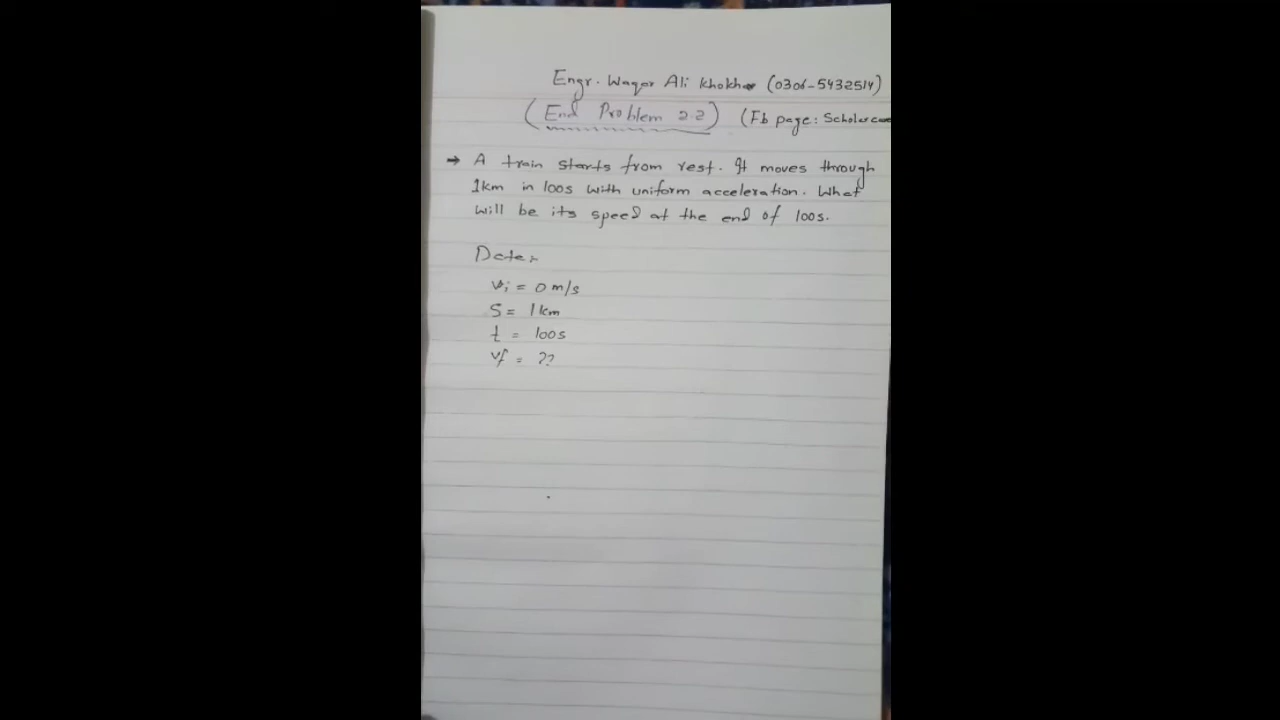 Engr. Waqar Ali Khokhar (0306-5432514)
(End Problem 2.2) (Fb page: Scholar
→ A train starts from rest. It moves through
1km in 100s with uniform acceleration. What
will be its speed at the end of 100s.
Data:-
vi = 0 m/s
S = 1 km
t = 100s
vf = ??